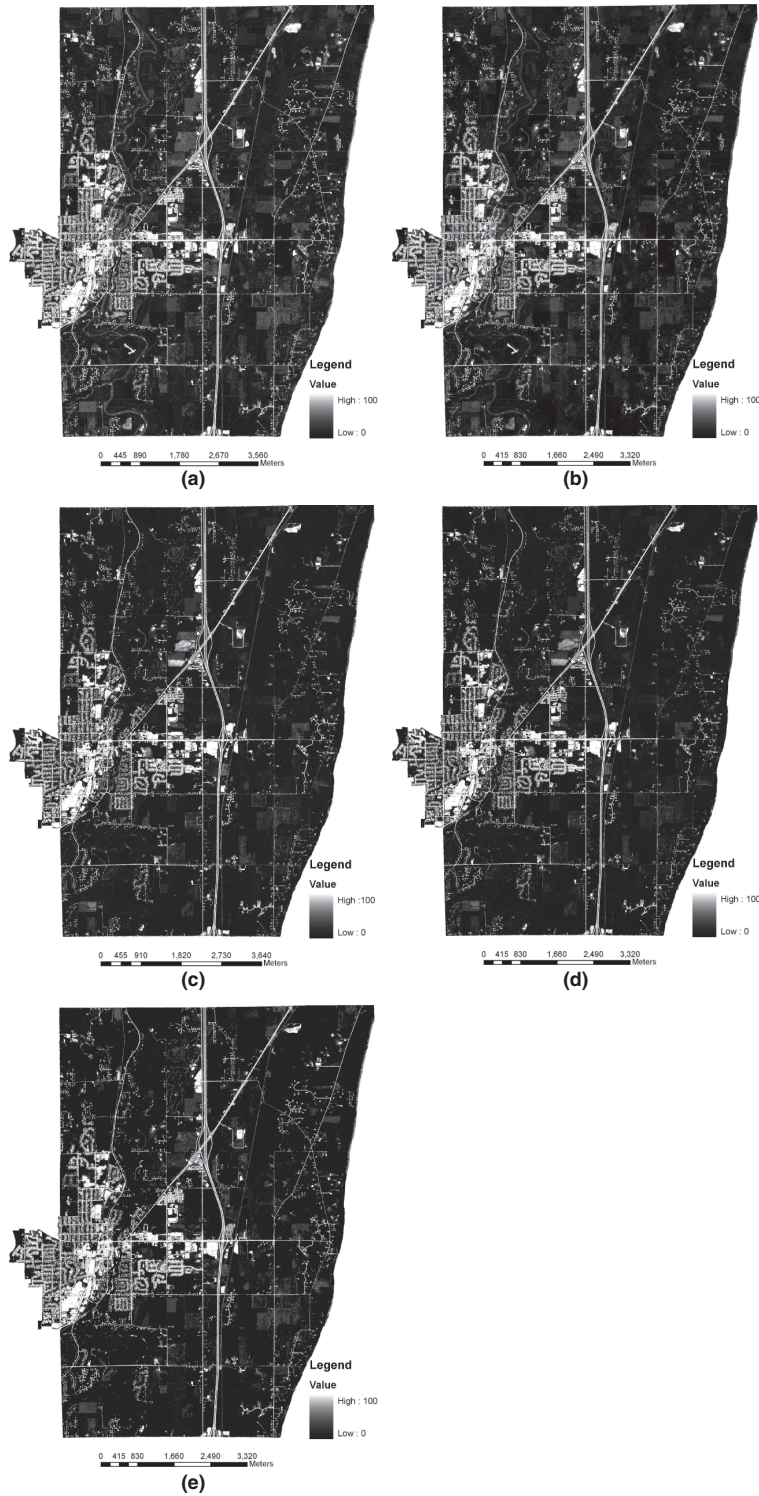 Legend
Value
High : 100
Low : 0
0 445 890 1,780 2,670 3,560
Meters
(a)
Legend
Value
High : 100
Low : 0
0 415 830 1,660 2,490 3,320
Meters
(b)
Legend
Value
High :100
Low : 0
0 455 910 1,820 2,730 3,640
Meters
(c)
Legend
Value
High : 100
Low : 0
0 415 830 1,660 2,490 3,320
Meters
(d)
Legend
Value
High : 100
Low : 0
0 415 830 1,660 2,490 3,320
Meters
(e)